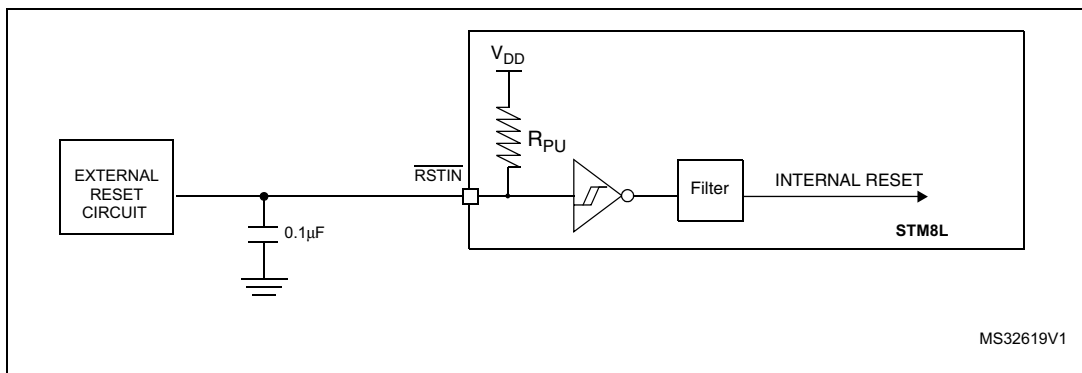 V_DD
R_PU
EXTERNAL
RESET
CIRCUIT
RSTIN
Filter
INTERNAL RESET
0.1µF
STM8L
MS32619V1